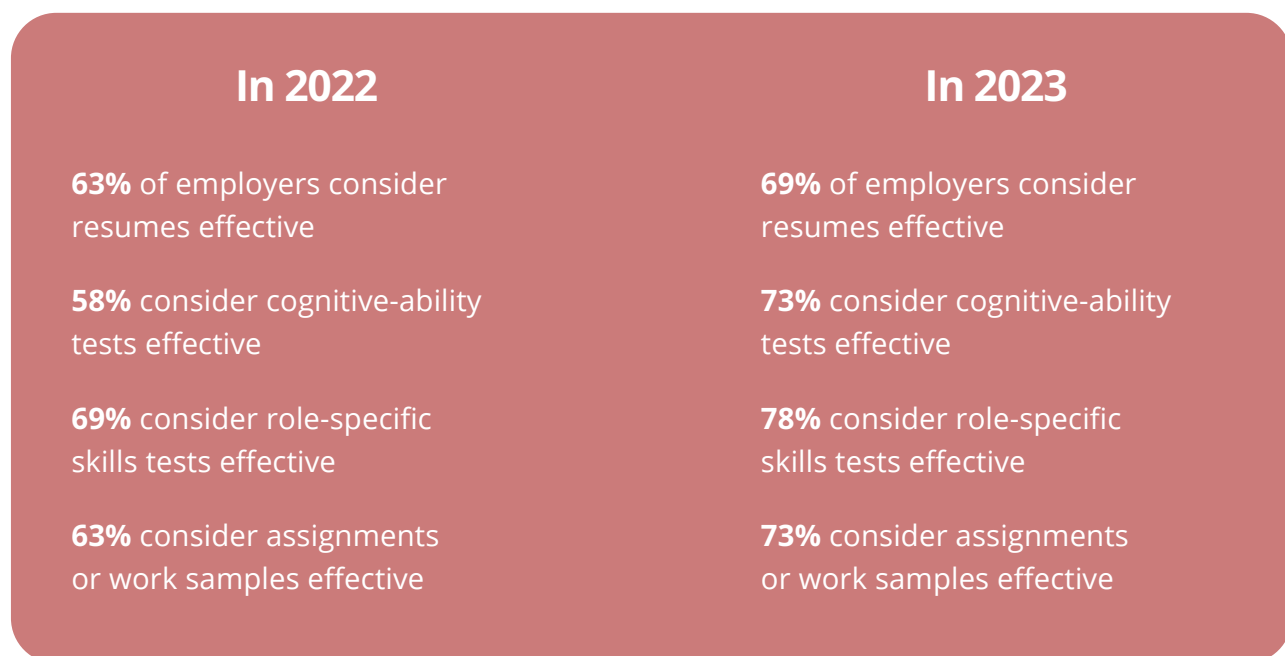 In 2022
63% of employers consider
resumes effective
58% consider cognitive-ability
tests effective
69% consider role-specific
skills tests effective
63% consider assignments
or work samples effective
In 2023
69% of employers consider
resumes effective
73% consider cognitive-ability
tests effective
78% consider role-specific
skills tests effective
73% consider assignments
or work samples effective